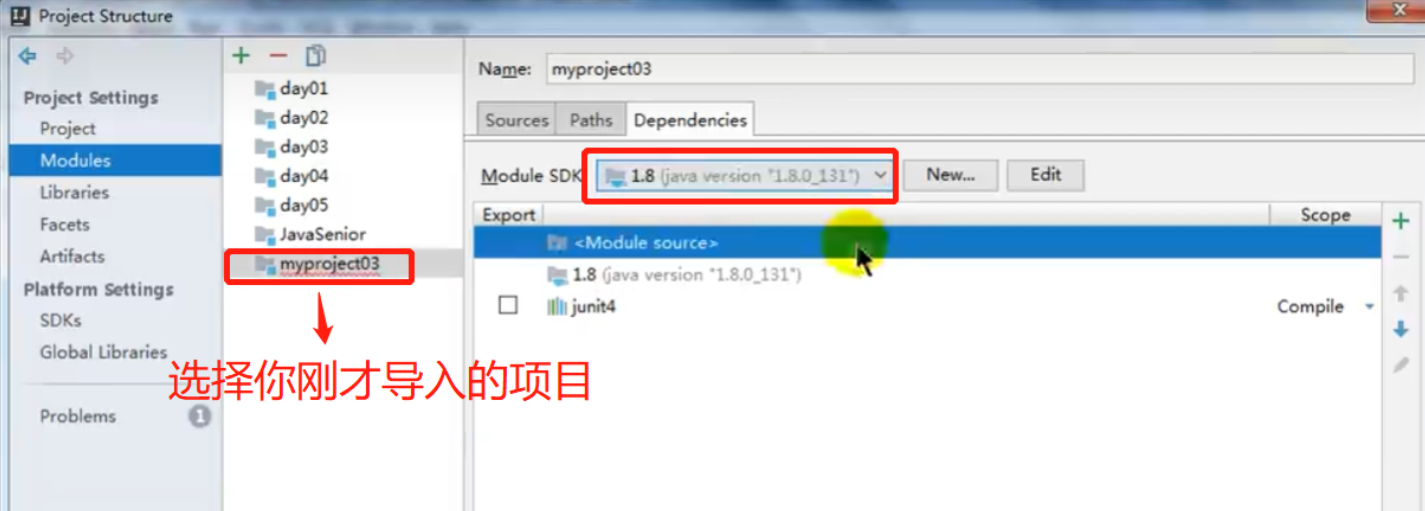 Project Structure
Project Settings
Project
Modules
Libraries
Facets
Artifacts
Platform Settings
SDKs
Global Libraries
Problems
1
day01
day02
day03
day04
day05
JavaSenior
myproject03
选择你刚才导入的项目
Name: myproject03
Sources Paths Dependencies
Module SDK 1.8 (java version "1.8.0_131") New... Edit
Export Scope
<Module source>
1.8 (java version "1.8.0_131")
junit4 Compile